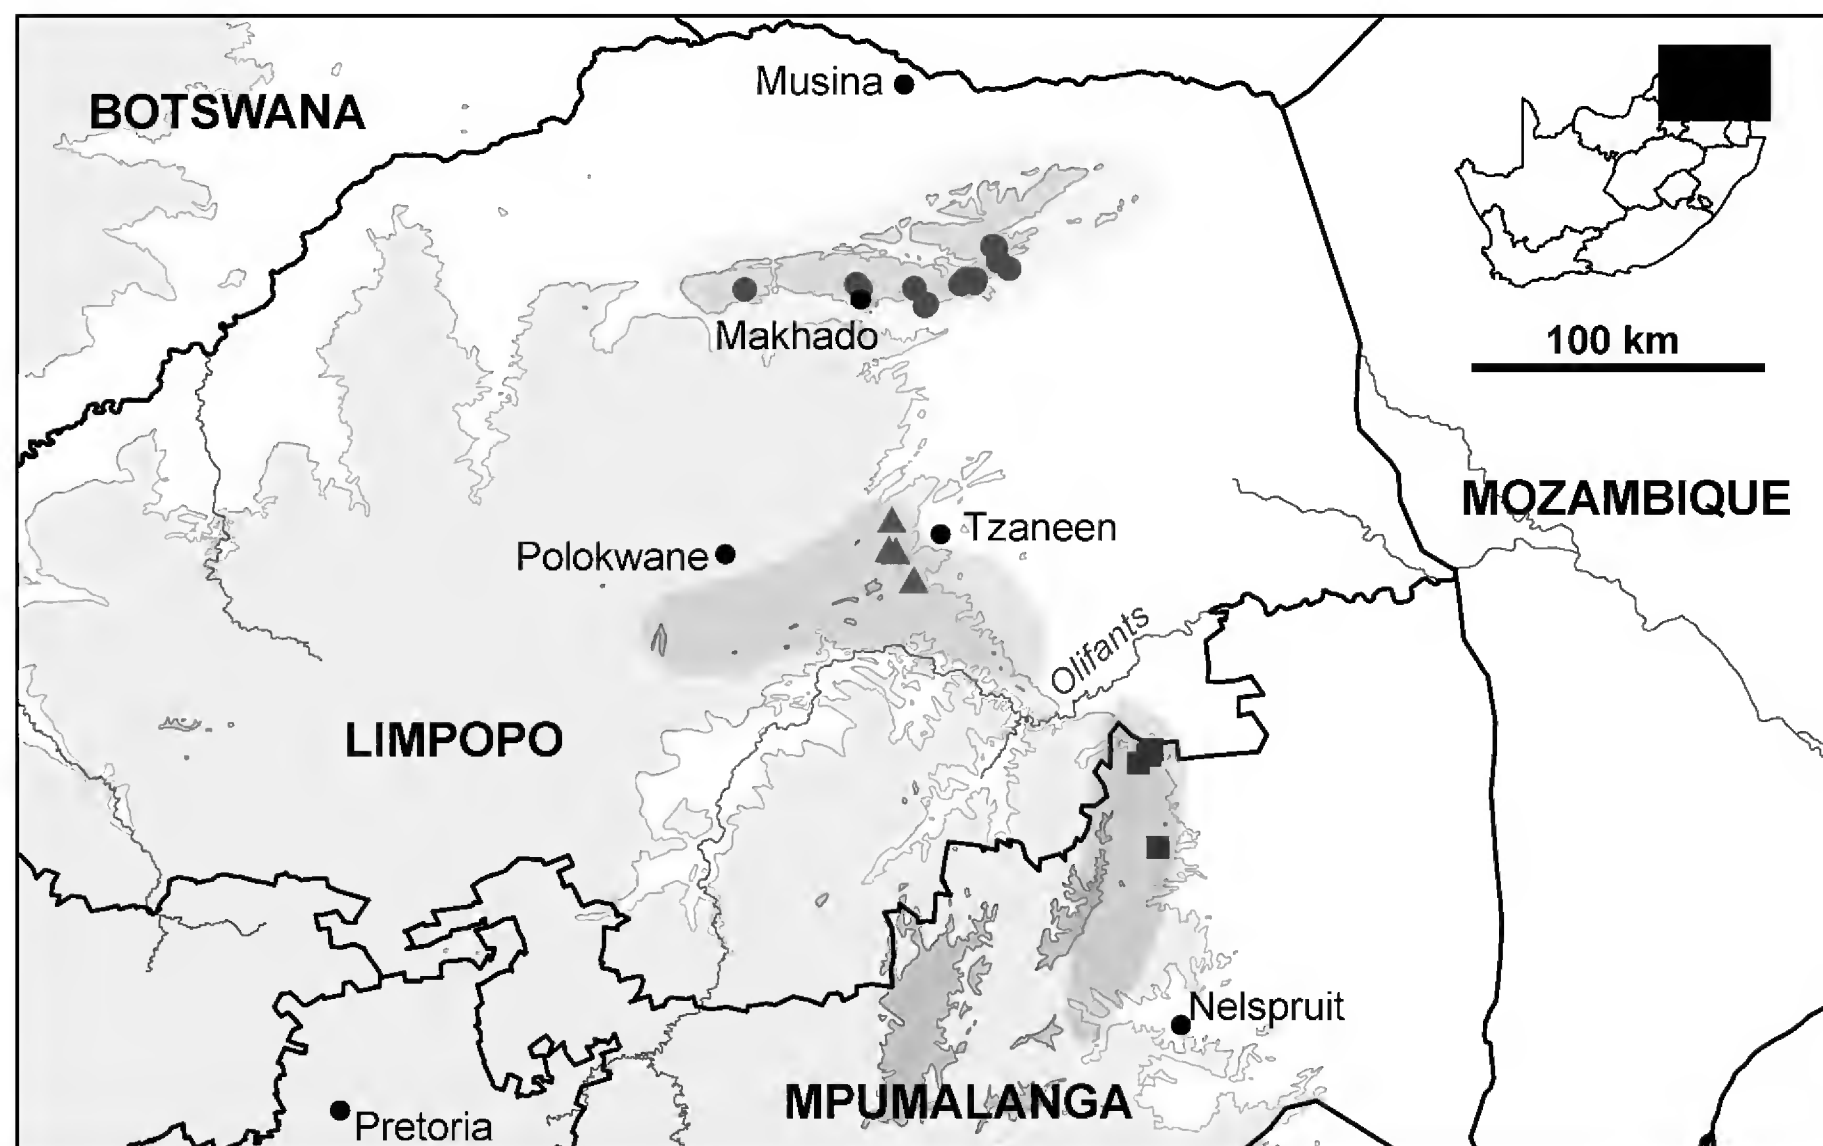 Musina
BOTSWANA
Makhado
100 km
MOZAMBIQUE
Tzaneen
Polokwane
Olifants
LIMPOPO
Nelspruit
MPUMALANGA
Pretoria